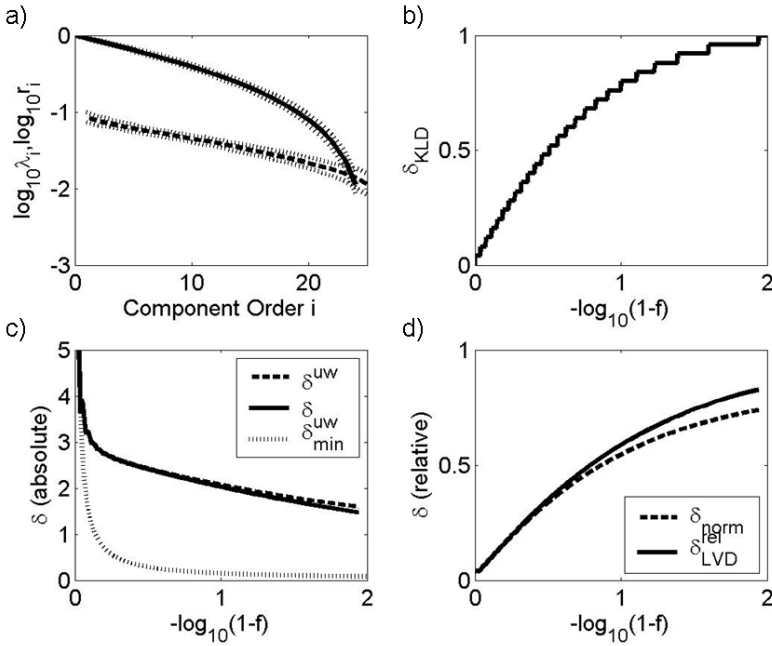 a)
0
-1
-2
-3
log10λi,log10ri
0 10 20
Component Order i
b)
1
0.5
0
δKLD
0 1 2
-log10(1-f)
c)
5
4
3
2
1
0
δ (absolute)
δuw
δ
δuwmin
0 1 2
-log10(1-f)
d)
1
0.5
0
δ (relative)
δnorm
δrelLVD
0 1 2
-log10(1-f)